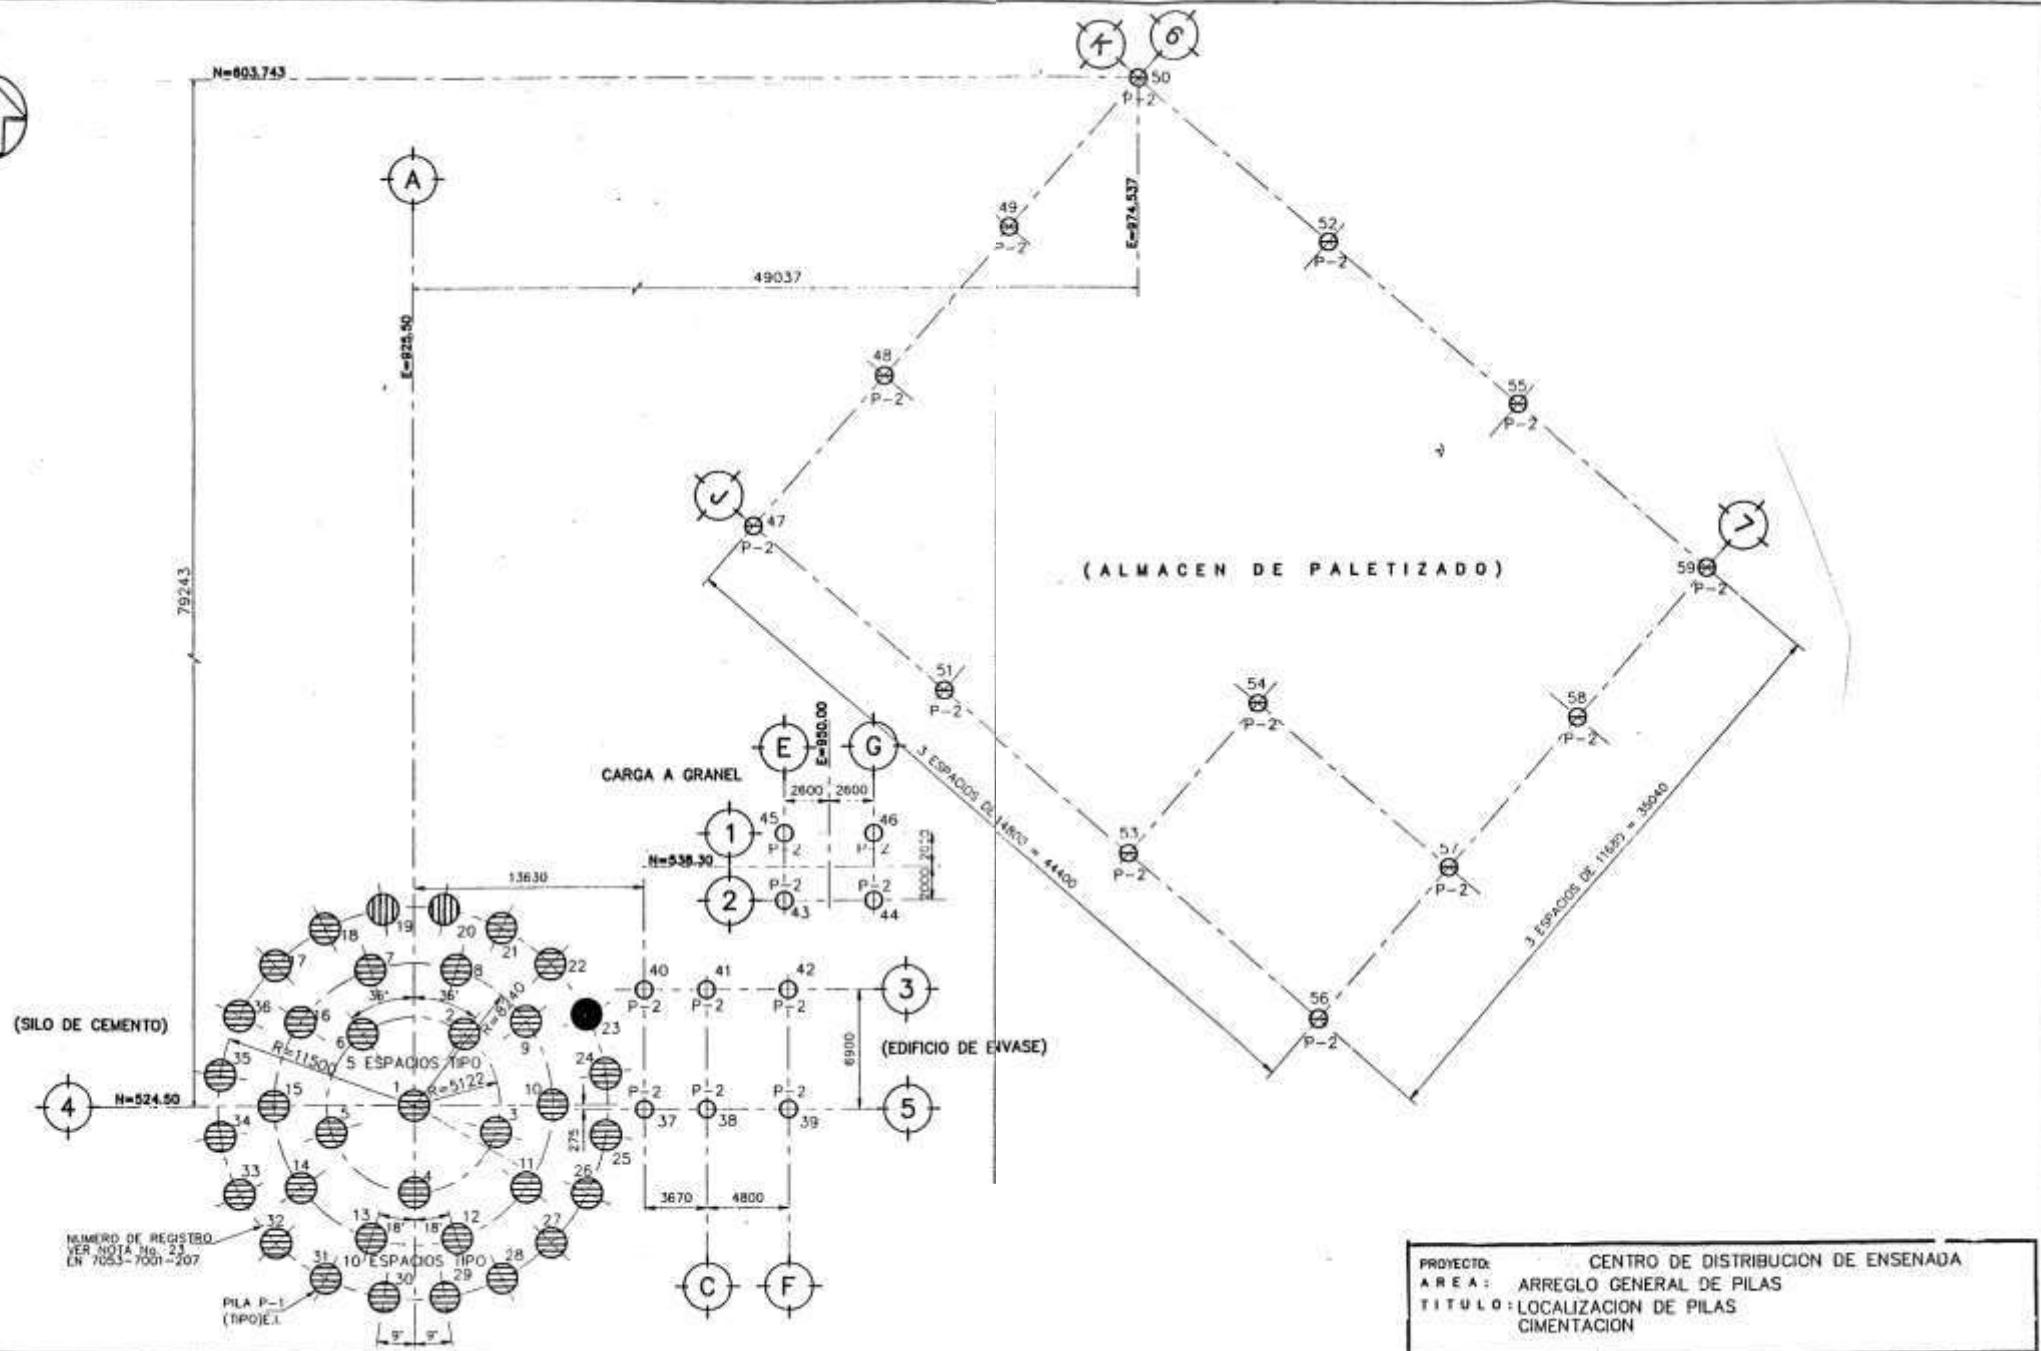 N=603.743
K
6
50
P-2
A
E=974.537
49
P-2
52
P-2
49037
E=925.50
48
P-2
55
P-2
J
47
P-2
7
59
P-2
79243
(ALMACEN DE PALETIZADO)
51
P-2
54
P-2
58
P-2
E
E=950.00
G
CARGA A GRANEL
2600
2600
3 ESPACIOS DE 14800 = 44400
3 ESPACIOS DE 11680 = 35040
1
45
P-2
46
P-2
N=538.30
2000
53
P-2
57
P-2
13630
2
P-2
43
P-2
44
19
20
18
21
17
7
8
22
40
P-2
41
P-2
42
P-2
3
36°
36°
R=8240
36
16
2
6
9
23
56
P-2
(SILO DE CEMENTO)
R=11500
5 ESPACIOS TIPO
24
6900
(EDIFICIO DE ENVASE)
35
R=5122
4
N=524.50
15
1
10
P-2
P-2
P-2
5
34
5
3
275
37
38
39
25
33
14
4
11
26
3670
4800
13
18°
18°
12
27
32
NUMERO DE REGISTRO
VER NOTA No. 23
EN 7053-7001-207
31
10 ESPACIOS TIPO
28
30
29
C
F
PILA P-1
(TIPO)E.I.
9°
9°
PROYECTO: CENTRO DE DISTRIBUCION DE ENSENADA
AREA: ARREGLO GENERAL DE PILAS
TITULO: LOCALIZACION DE PILAS
CIMENTACION